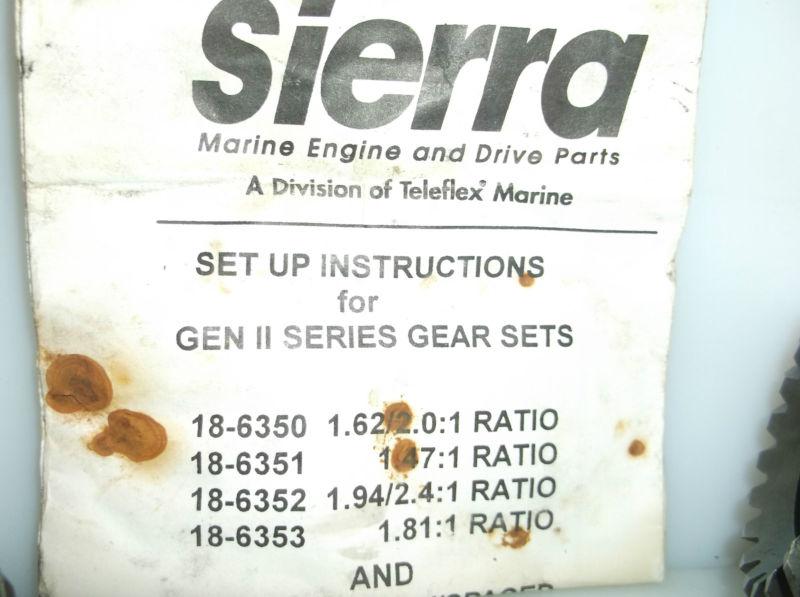 Sierra
Marine Engine and Drive Parts
A Division of Teleflex® Marine
SET UP INSTRUCTIONS
for
GEN II SERIES GEAR SETS
18-6350 1.62/2.0:1 RATIO
18-6351 1.47:1 RATIO
18-6352 1.94/2.4:1 RATIO
18-6353 1.81:1 RATIO
AND